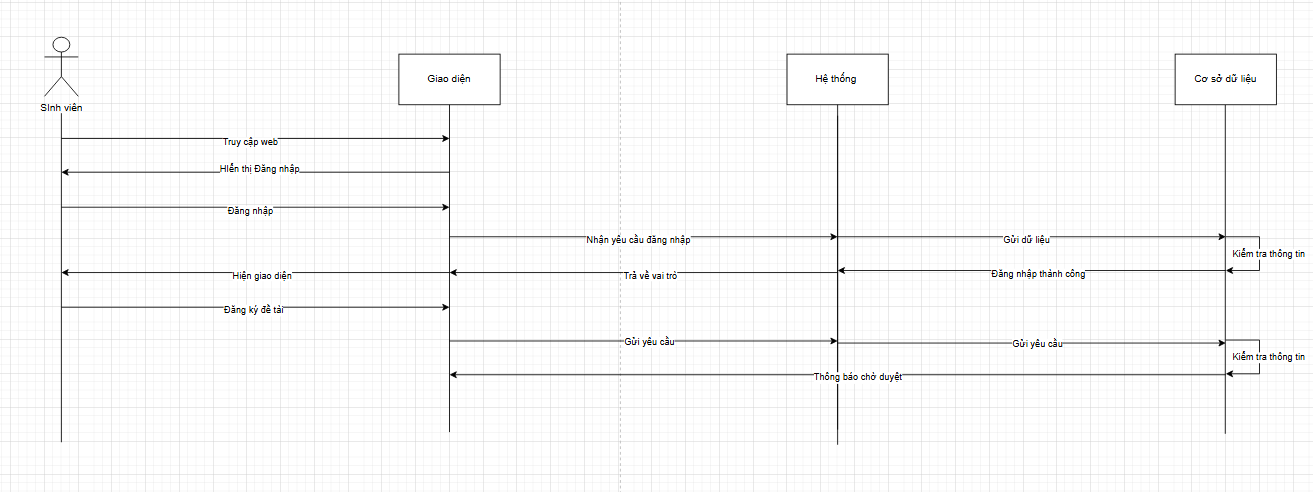 Giao diện
Hệ thống
Cơ sở dữ liệu
SInh viên
Truy cập web
HIển thị Đăng nhập
Đăng nhập
Nhận yêu cầu đăng nhập
Gửi dữ liệu
Kiểm tra thông tin
Hiện giao diện
Trả về vai trò
Đăng nhập thành công
Đăng ký đề tài
Gửi yêu cầu
Gửi yêu cầu
Kiểm tra thông tin
Thông báo chờ duyệt